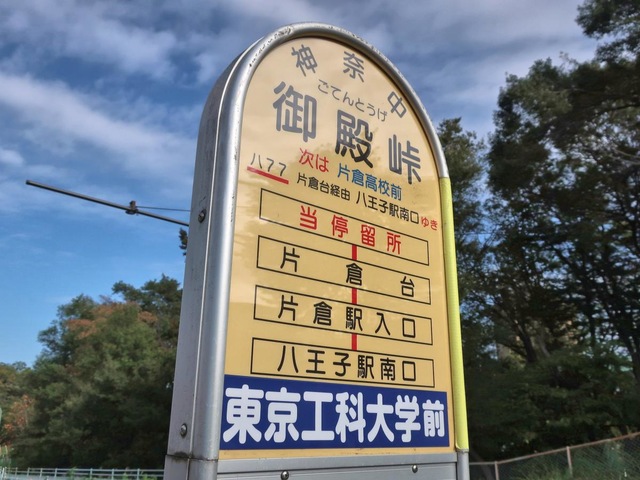 神奈中
ごてんとうげ
御殿峠
次は 片倉高校前
八77
片倉台経由 八王子駅南口ゆき
当停留所
片倉台
片倉駅入口
八王子駅南口
東京工科大学前